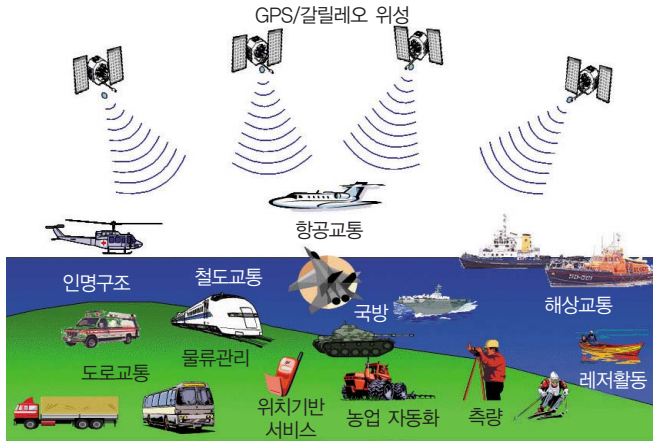 GPS/갈릴레오 위성
항공교통
인명구조
철도교통
국방
해상교통
도로교통
물류관리
위치기반
서비스
농업 자동화
측량
레저활동